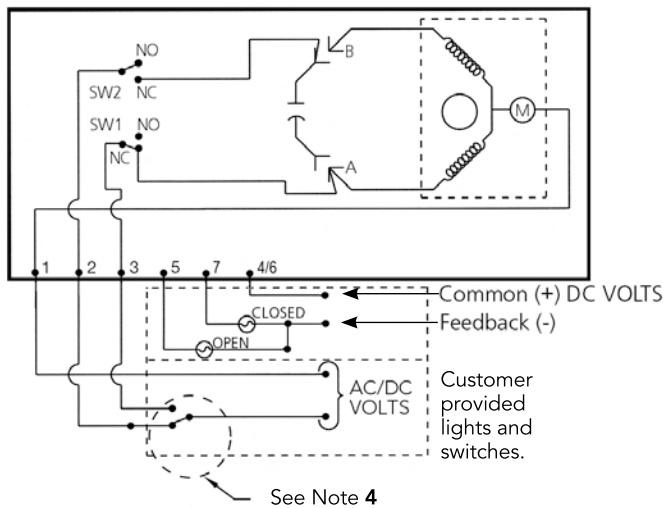 NO
B
SW2 NC
SW1 NO
M
NC
A
1 2 3 5 7 4/6
Common (+) DC VOLTS
CLOSED
Feedback (-)
OPEN
AC/DC
VOLTS
Customer
provided
lights and
switches.
See Note 4